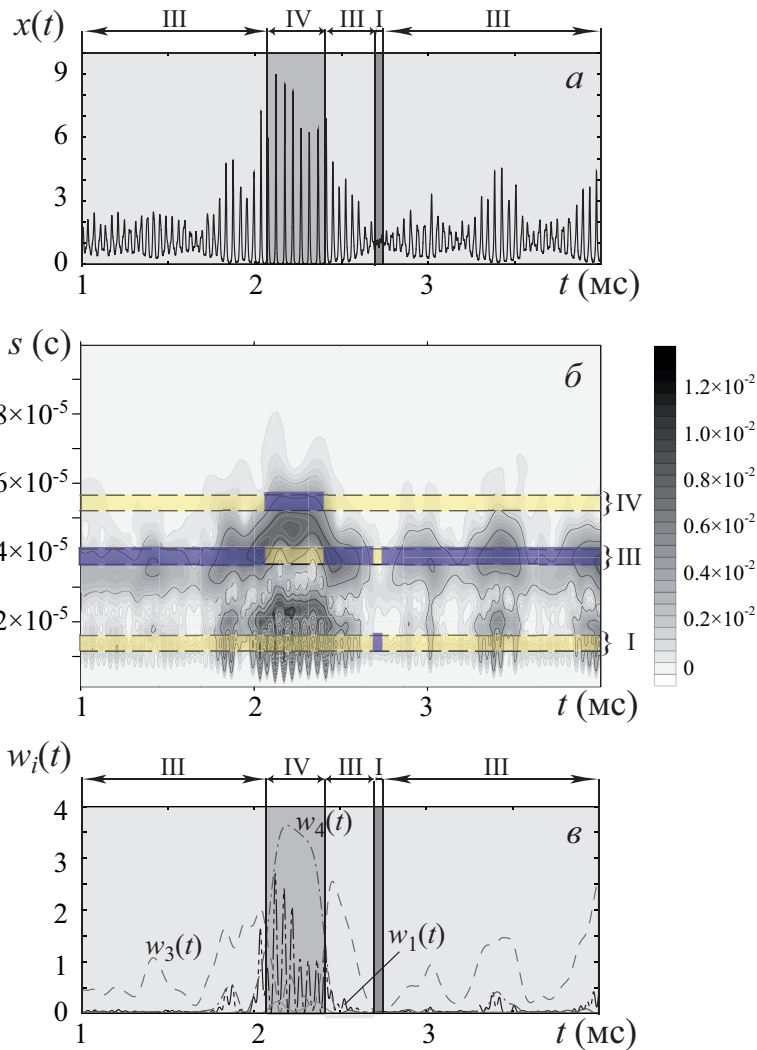 x(t)
III IV III I III
а
9
6
3
0
1 2 3 t (мс)
s (с)
б
8×10⁻⁵
6×10⁻⁵
4×10⁻⁵
2×10⁻⁵
IV
III
I
1 2 3 t (мс)
1.2×10⁻²
1.0×10⁻²
0.8×10⁻²
0.6×10⁻²
0.4×10⁻²
0.2×10⁻²
0
wᵢ(t)
III IV III I III
4
3
2
1
0
w₄(t)
в
w₃(t)
w₁(t)
1 2 3 t (мс)